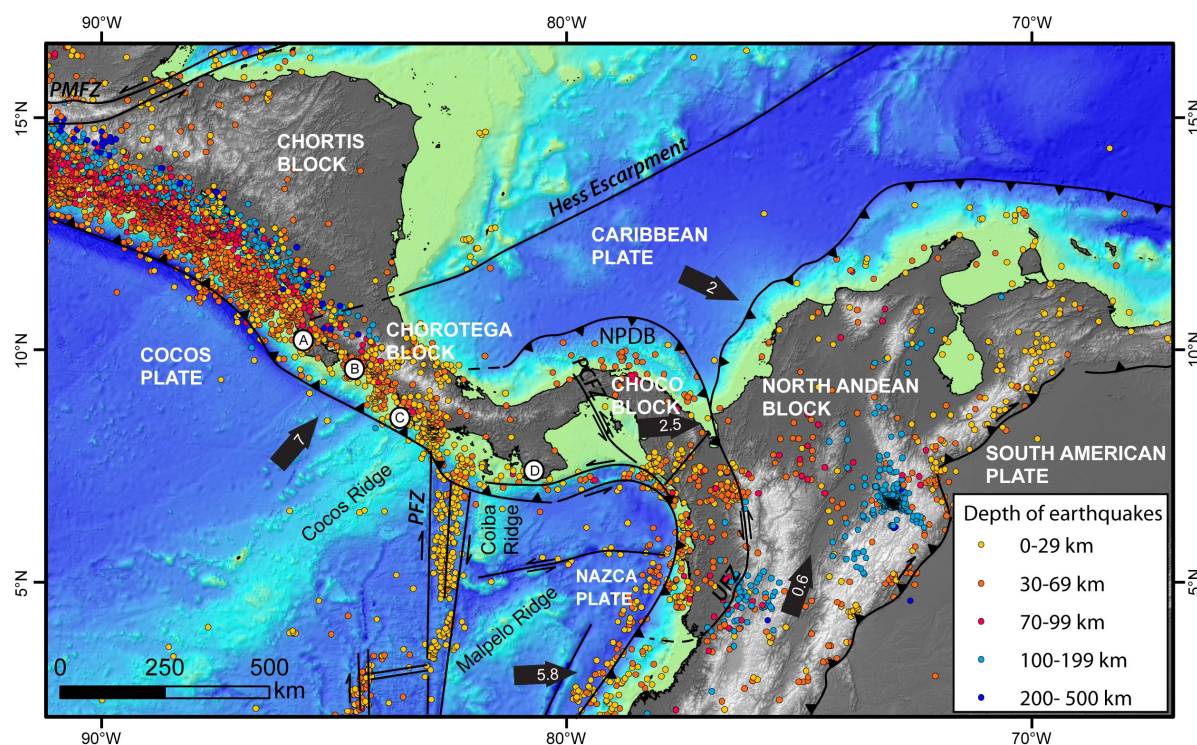 90°W
80°W
70°W
PMFZ
15°N
15°N
CHORTIS
BLOCK
Hess Escarpment
CARIBBEAN
PLATE
2
A
CHOROTEGA
BLOCK
NPDB
10°N
10°N
COCOS
PLATE
B
CHOCO
BLOCK
NORTH ANDEAN
BLOCK
C
2.5
7
D
SOUTH AMERICAN
PLATE
Cocos Ridge
PFZ
Coiba
Ridge
NAZCA
PLATE
UFZ
0.6
5°N
5°N
Malpelo Ridge
5.8
Depth of earthquakes
0-29 km
30-69 km
70-99 km
100-199 km
200- 500 km
0
250
500
km
90°W
80°W
70°W